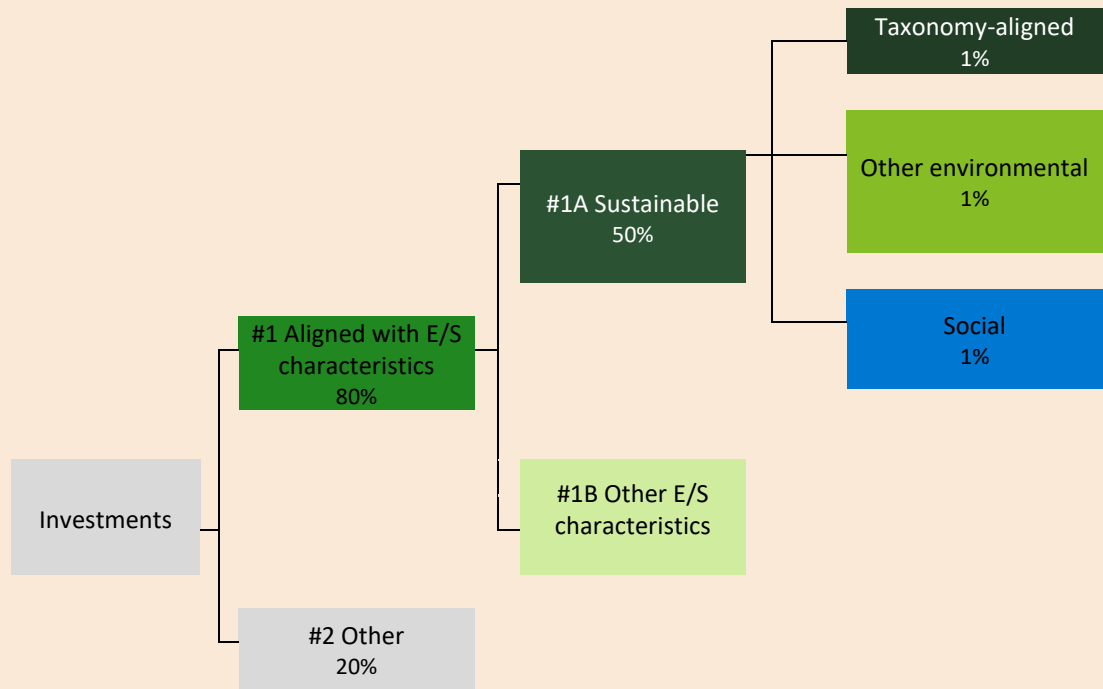 Taxonomy-aligned
1%
Other environmental
1%
#1A Sustainable
50%
Social
1%
#1 Aligned with E/S
characteristics
80%
#1B Other E/S
characteristics
Investments
#2 Other
20%